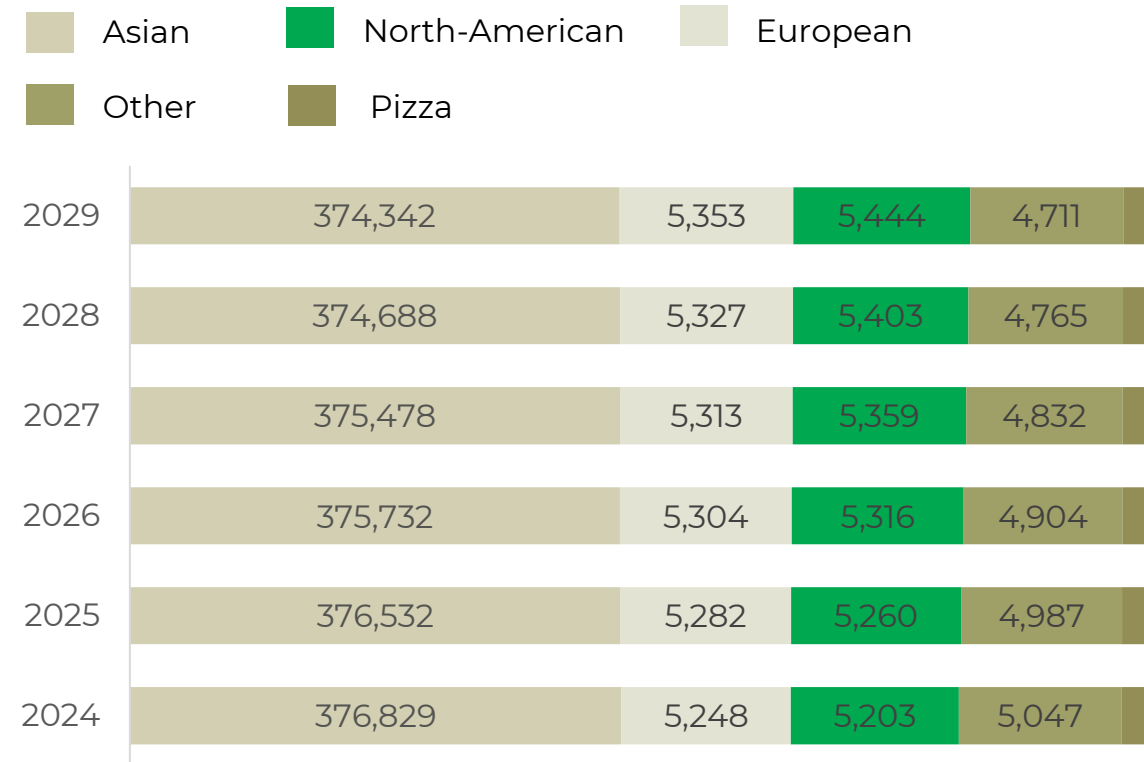 Asian North-American European
Other Pizza
2029 374,342 5,353 5,444 4,711
2028 374,688 5,327 5,403 4,765
2027 375,478 5,313 5,359 4,832
2026 375,732 5,304 5,316 4,904
2025 376,532 5,282 5,260 4,987
2024 376,829 5,248 5,203 5,047